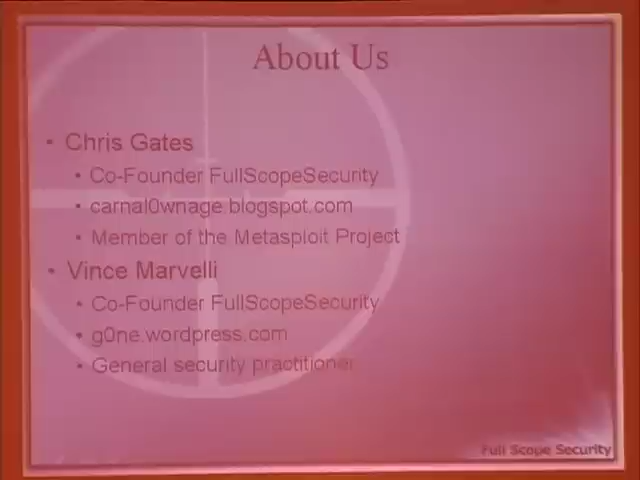 About Us
• Chris Gates
• Co-Founder FullScopeSecurity
• carnal0wnage.blogspot.com
• Member of the Metasploit Project
• Vince Marvelli
• Co-Founder FullScopeSecurity
• g0ne.wordpress.com
• General security practitioner
Full Scope Security